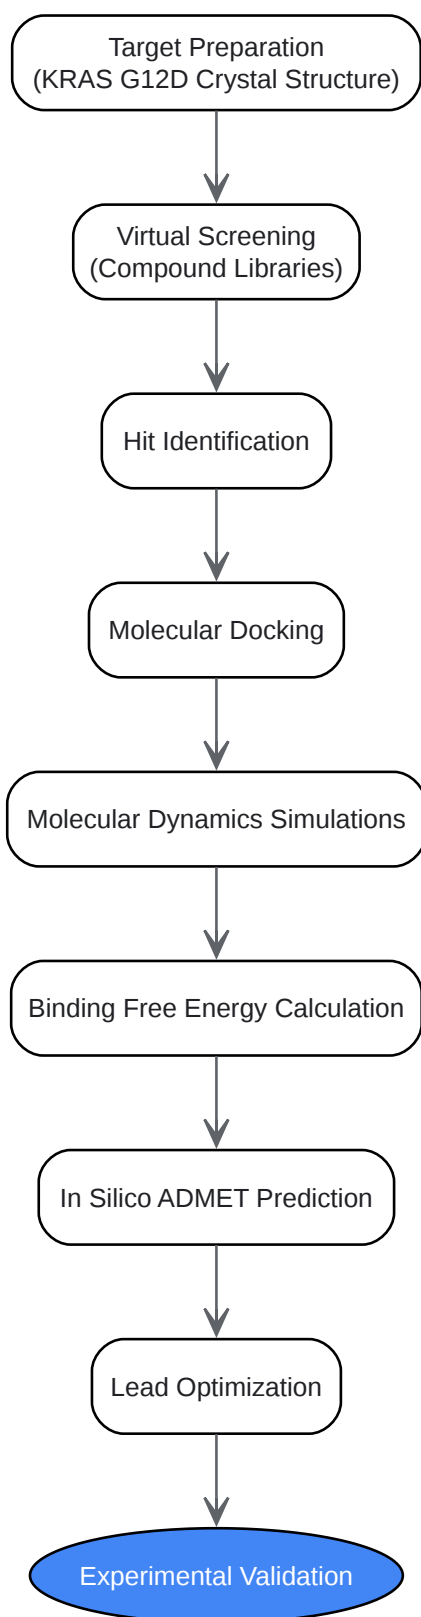 Target Preparation
(KRAS G12D Crystal Structure)
Virtual Screening
(Compound Libraries)
Hit Identification
Molecular Docking
Molecular Dynamics Simulations
Binding Free Energy Calculation
In Silico ADMET Prediction
Lead Optimization
Experimental Validation